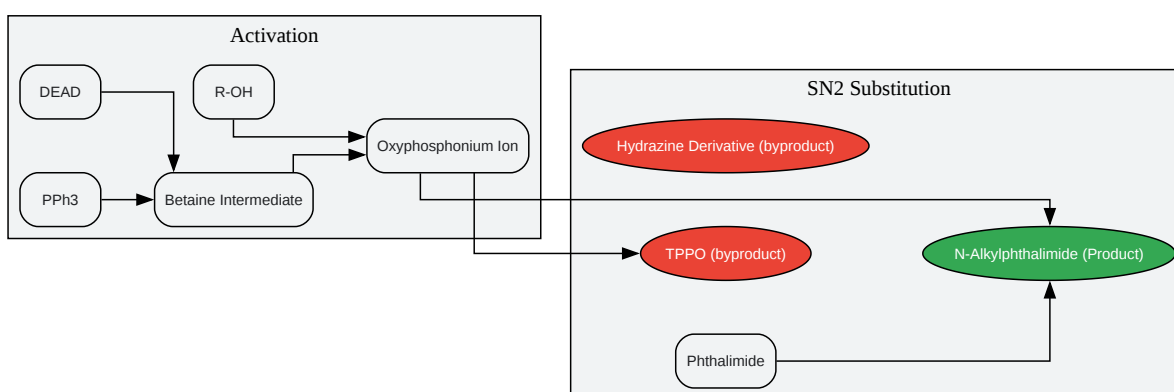 Activation
DEAD
R-OH
Oxyphosphonium Ion
PPh3
Betaine Intermediate
SN2 Substitution
Hydrazine Derivative (byproduct)
TPPO (byproduct)
N-Alkylphthalimide (Product)
Phthalimide